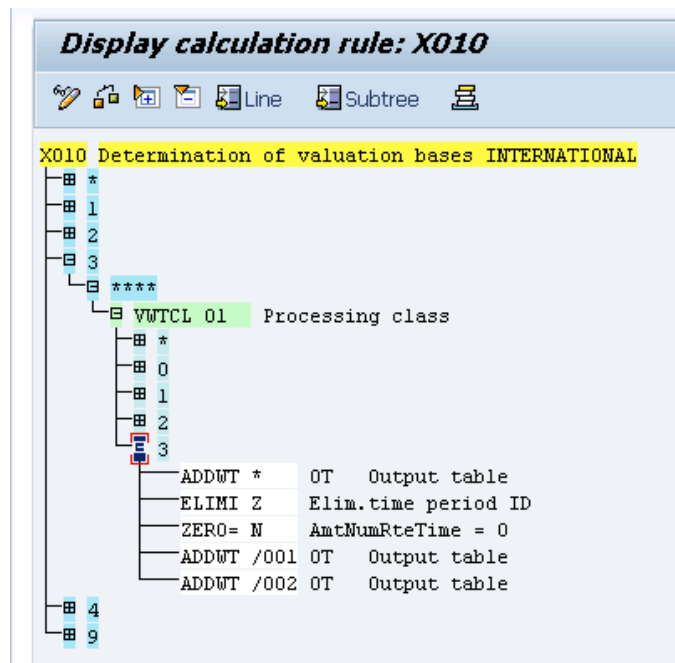 Display calculation rule: X010
Line Subtree
X010 Determination of valuation bases INTERNATIONAL
*
1
2
3
****
VWTCL 01 Processing class
*
0
1
2
3
ADDWT * OT Output table
ELIMI Z Elim.time period ID
ZERO= N AmtNumRteTime = 0
ADDWT /001 OT Output table
ADDWT /002 OT Output table
4
9